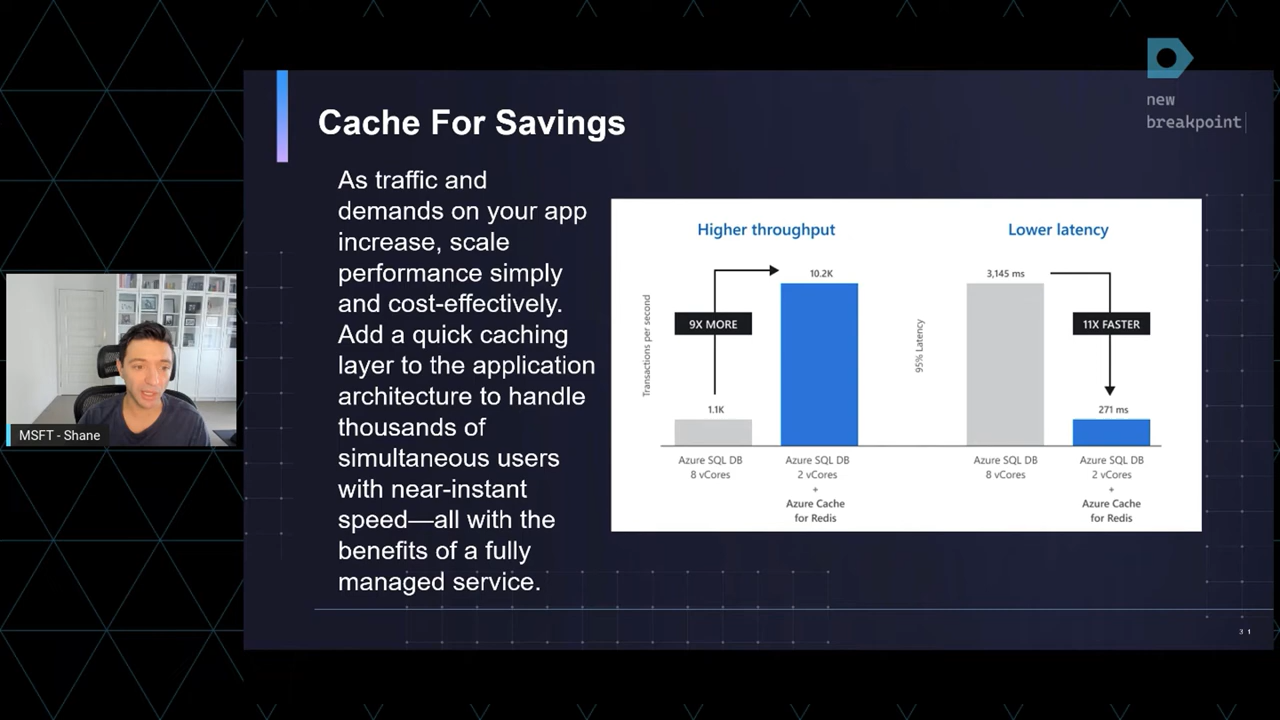 new
breakpoint
Cache For Savings
As traffic and
demands on your app
increase, scale
performance simply
and cost-effectively.
Add a quick caching
layer to the application
architecture to handle
thousands of
simultaneous users
with near-instant
speed—all with the
benefits of a fully
managed service.
Higher throughput
Transactions per second
9X MORE
10.2K
1.1K
Azure SQL DB
8 vCores
Azure SQL DB
2 vCores
+
Azure Cache
for Redis
Lower latency
95% Latency
3,145 ms
11X FASTER
271 ms
Azure SQL DB
8 vCores
Azure SQL DB
2 vCores
+
Azure Cache
for Redis
MSFT - Shane
31